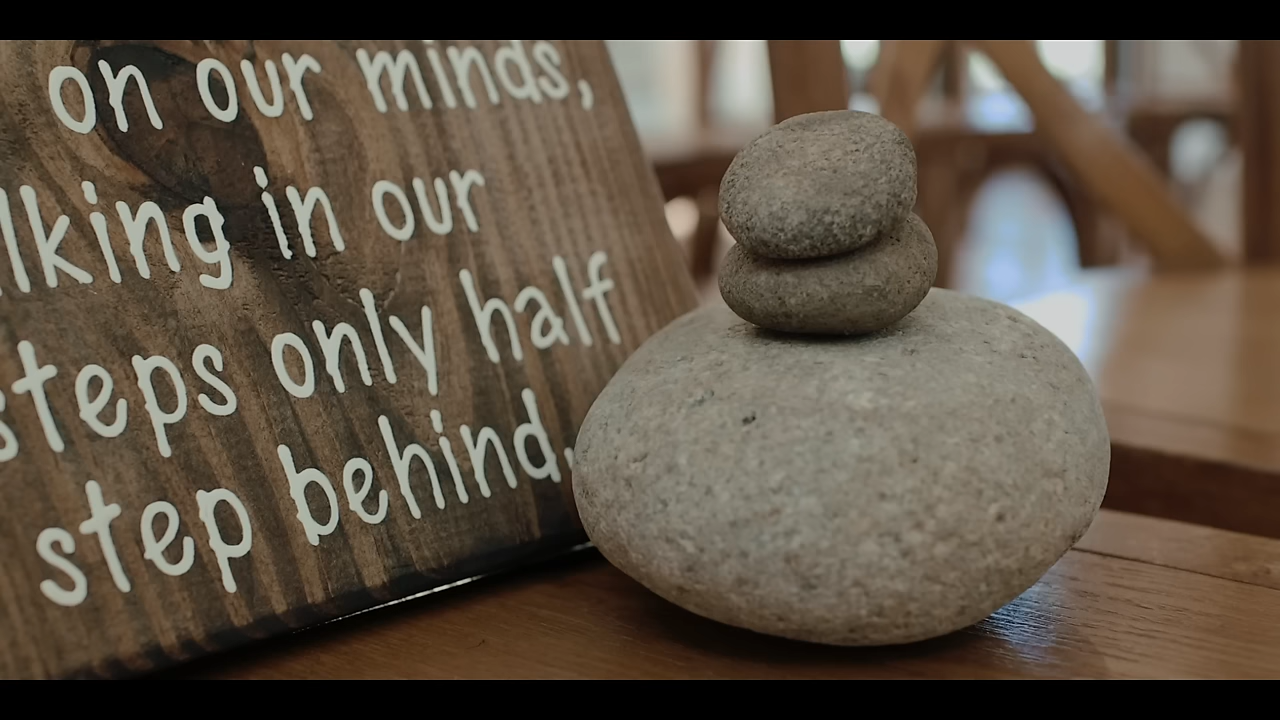 on our minds,
lking in our
steps only half
step behind.